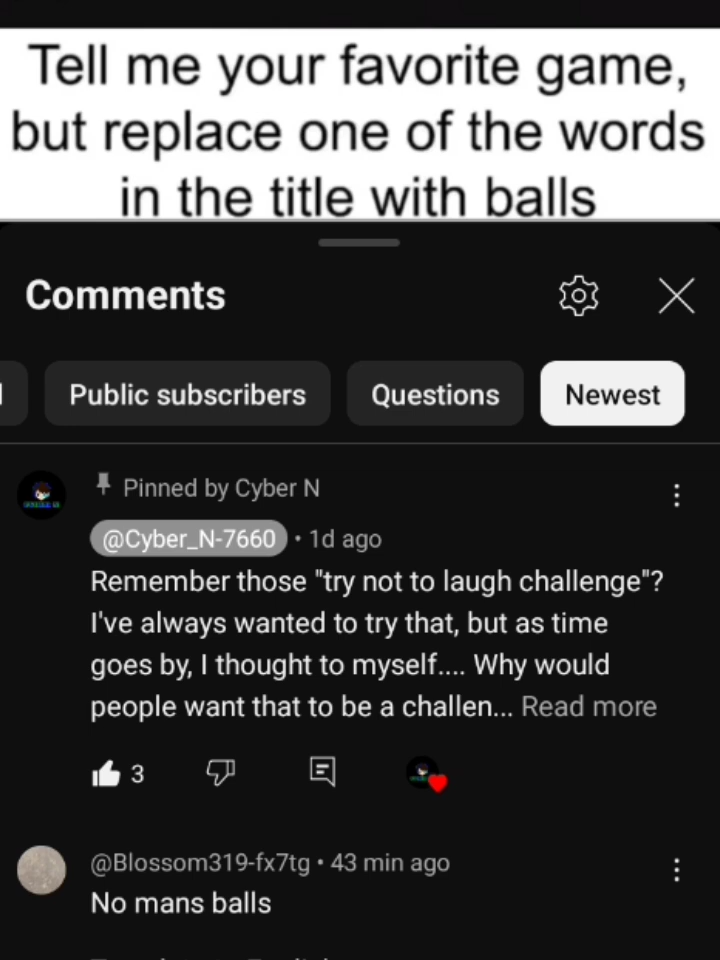 Tell me your favorite game,
but replace one of the words
in the title with balls
Comments
Public subscribers
Questions
Newest
Pinned by Cyber N
@Cyber_N-7660 • 1d ago
Remember those "try not to laugh challenge"?
I've always wanted to try that, but as time
goes by, I thought to myself.... Why would
people want that to be a challen... Read more
3
@Blossom319-fx7tg • 43 min ago
No mans balls